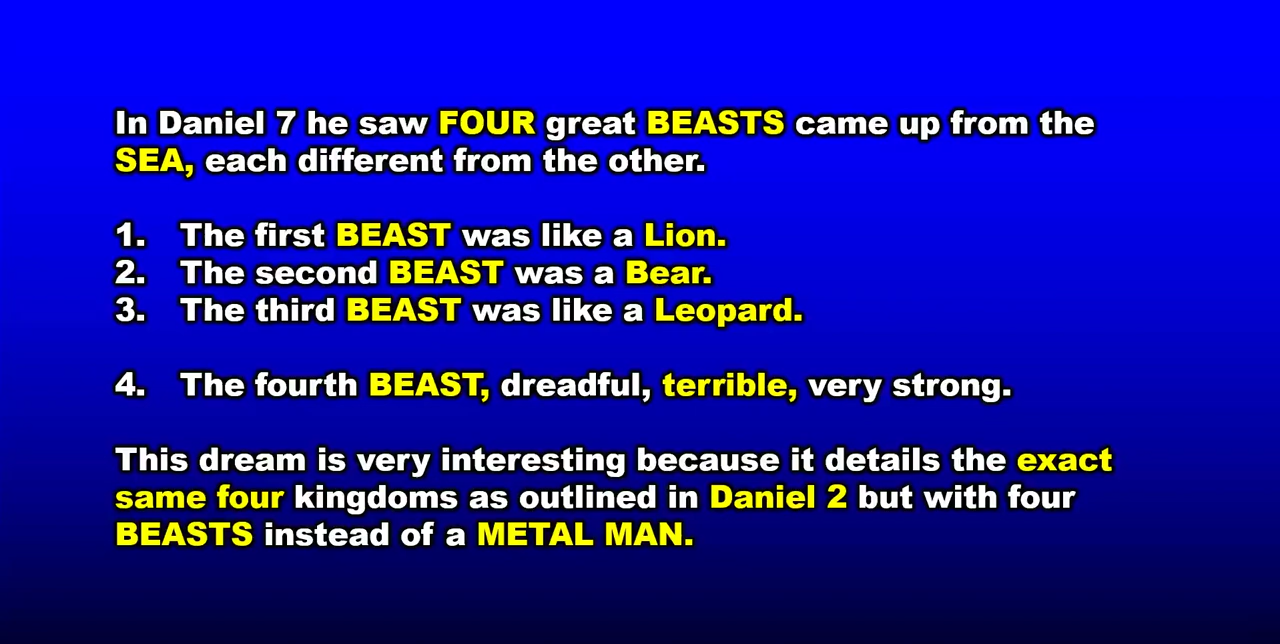 In Daniel 7 he saw FOUR great BEASTS came up from the
SEA, each different from the other.
1. The first BEAST was like a Lion.
2. The second BEAST was a Bear.
3. The third BEAST was like a Leopard.
4. The fourth BEAST, dreadful, terrible, very strong.
This dream is very interesting because it details the exact
same four kingdoms as outlined in Daniel 2 but with four
BEASTS instead of a METAL MAN.